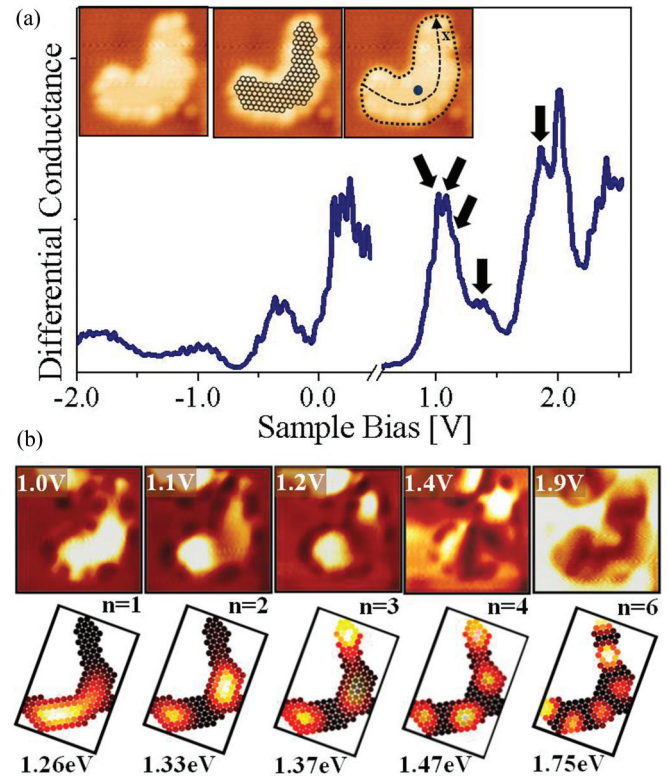 (a)
Differential Conductance
x
-2.0 -1.0 0.0 1.0 2.0
Sample Bias [V]
(b)
1.0V 1.1V 1.2V 1.4V 1.9V
n=1 n=2 n=3 n=4 n=6
1.26eV 1.33eV 1.37eV 1.47eV 1.75eV